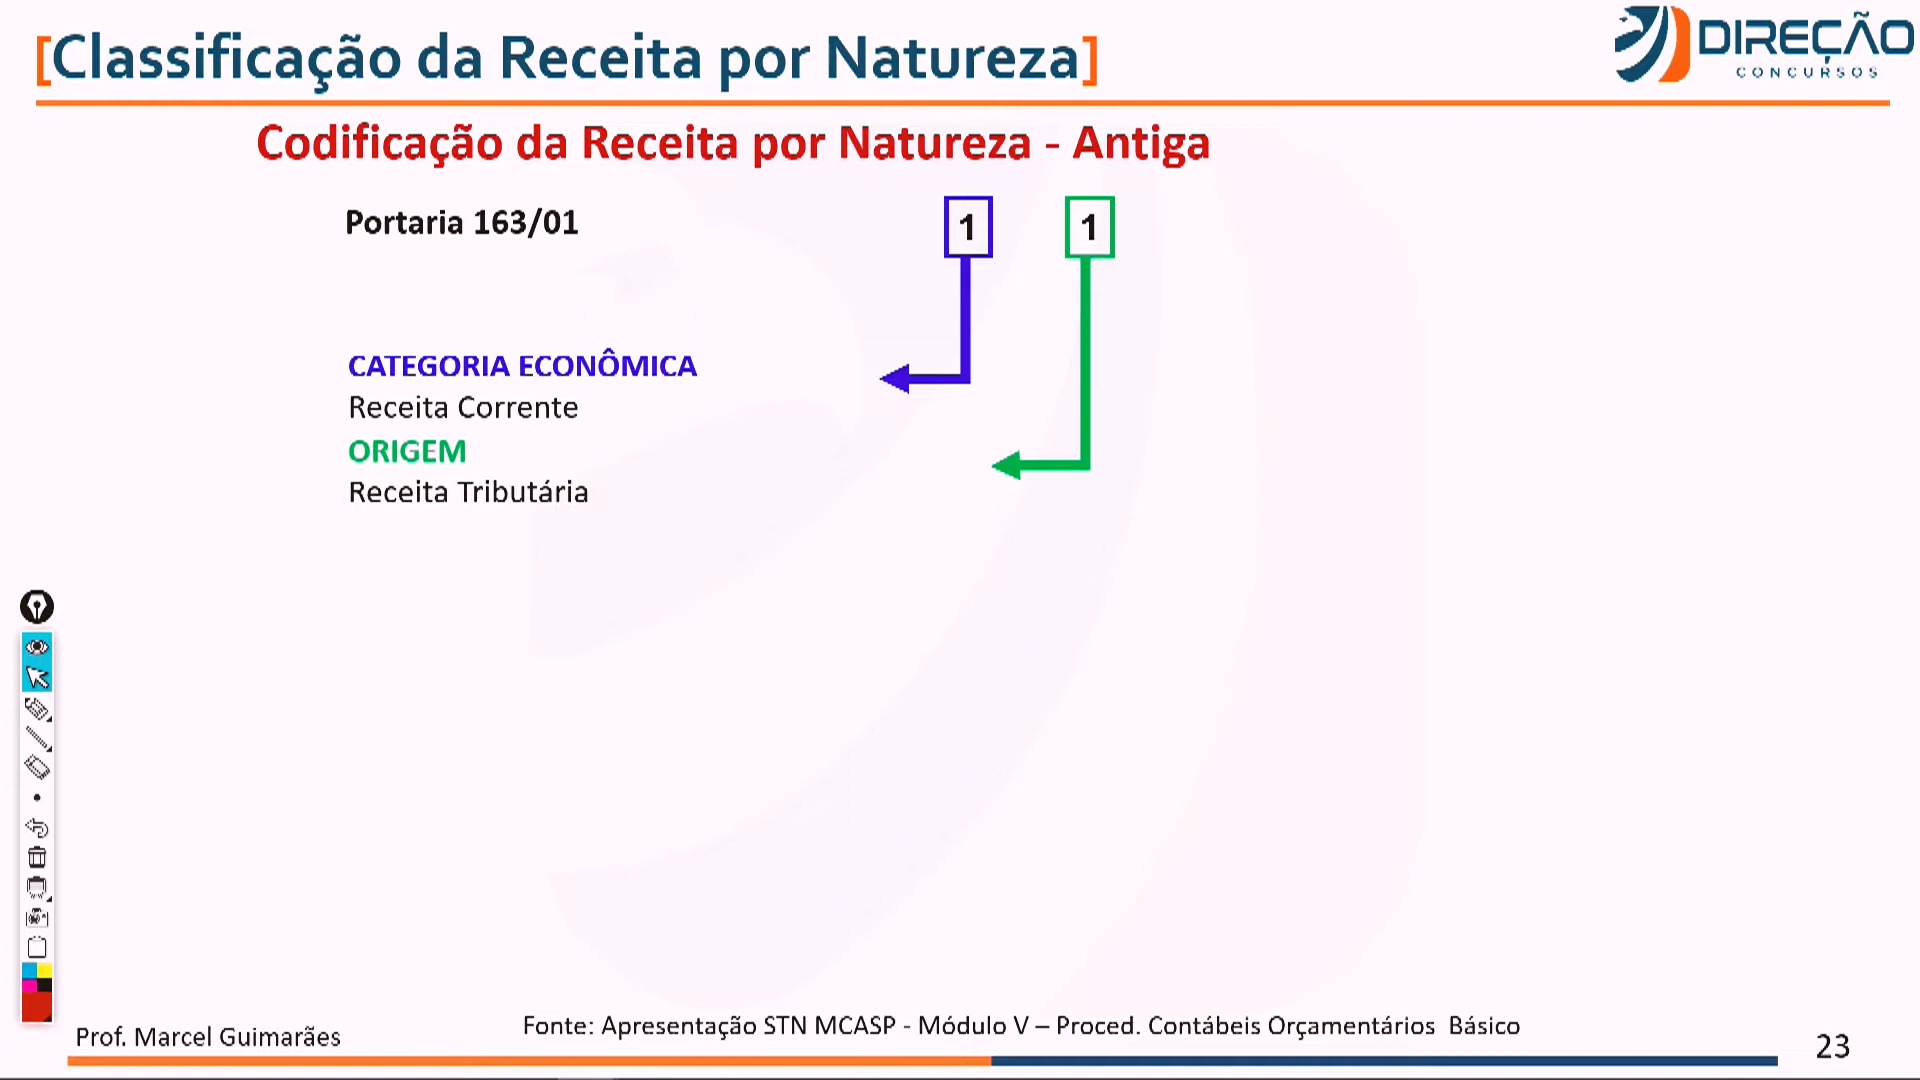 [Classificação da Receita por Natureza]
DIREÇÃO
CONCURSOS
Codificação da Receita por Natureza - Antiga
Portaria 163/01
1 1
CATEGORIA ECONÔMICA
Receita Corrente
ORIGEM
Receita Tributária
Prof. Marcel Guimarães
Fonte: Apresentação STN MCASP - Módulo V – Proced. Contábeis Orçamentários Básico
23